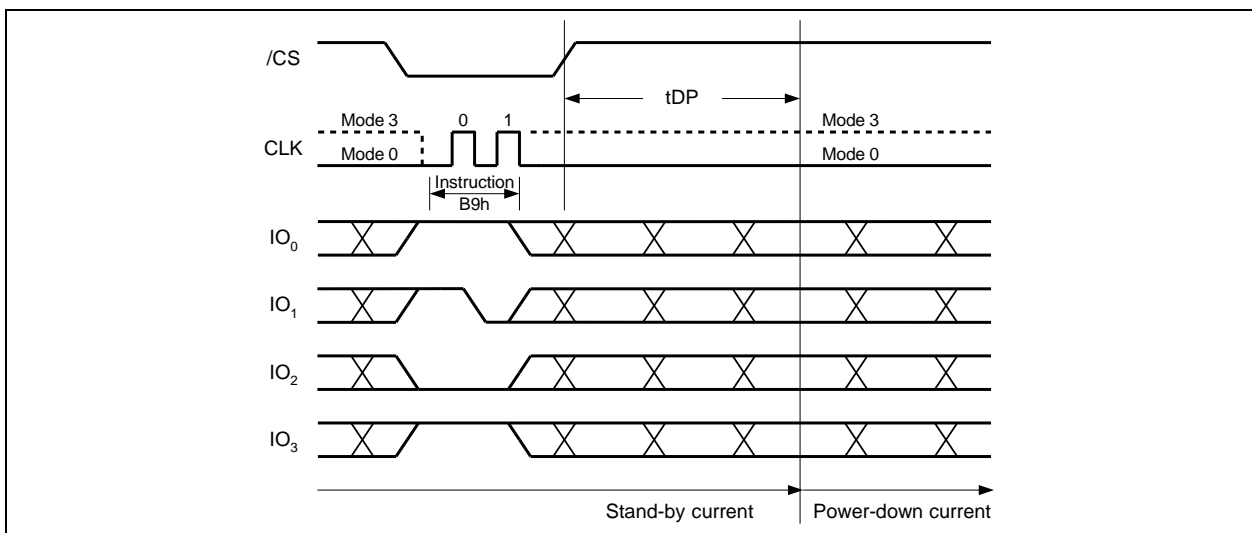 /CS
tDP
Mode 3 0 1 Mode 3
CLK
Mode 0 Mode 0
Instruction
B9h
IO0
IO1
IO2
IO3
Stand-by current Power-down current